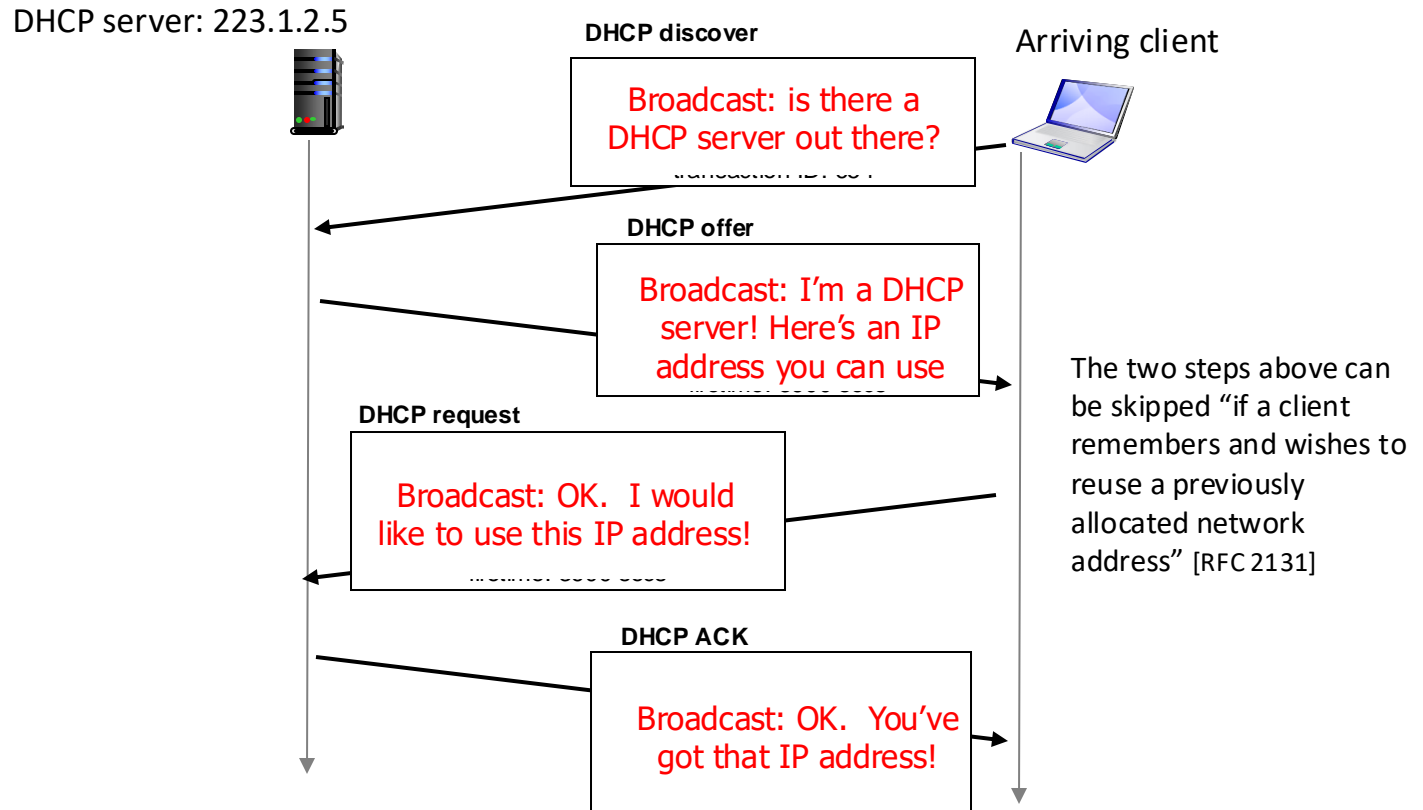 DHCP server: 223.1.2.5
DHCP discover
Arriving client
Broadcast: is there a
DHCP server out there?
DHCP offer
Broadcast: I’m a DHCP
server! Here’s an IP
address you can use
The two steps above can
be skipped “if a client
remembers and wishes to
reuse a previously
allocated network
address” [RFC 2131]
DHCP request
Broadcast: OK.  I would
like to use this IP address!
DHCP ACK
Broadcast: OK.  You’ve
got that IP address!